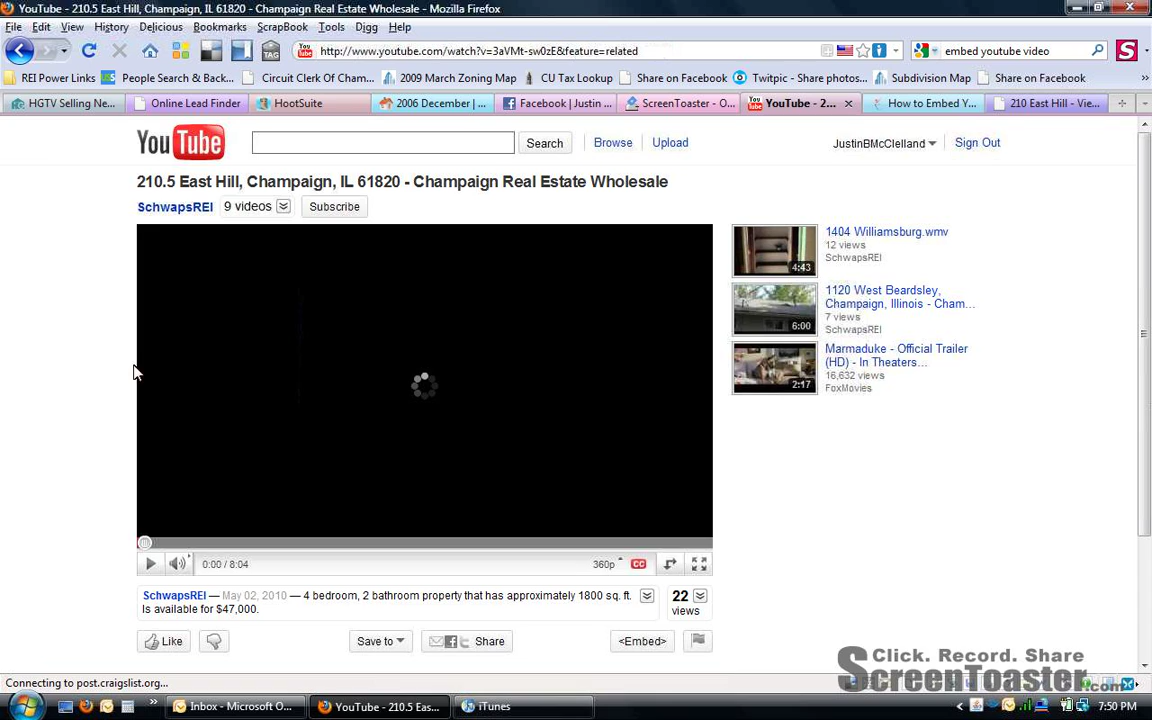 YouTube - 210.5 East Hill, Champaign, IL 61820 - Champaign Real Estate Wholesale - Mozilla Firefox
File Edit View History Delicious Bookmarks ScrapBook Tools Digg Help
TAG You Tube http://www.youtube.com/watch?v=3aVMt-sw0zE&feature=related embed youtube video S
REI Power Links People Search & Back... Circuit Clerk Of Cham... 2009 March Zoning Map CU Tax Lookup Share on Facebook Twitpic - Share photos... Subdivision Map Share on Facebook »
HGTV Selling Ne... Online Lead Finder HootSuite 2006 December | ... Facebook | Justin ... ScreenToaster - O... YouTube - 2... How to Embed Y... 210 East Hill - Vie...
YouTube Search Browse Upload JustinBMcClelland Sign Out
210.5 East Hill, Champaign, IL 61820 - Champaign Real Estate Wholesale
SchwapsREI 9 videos Subscribe
1404 Williamsburg.wmv
12 views
SchwapsREI
4:43
1120 West Beardsley,
Champaign, Illinois - Cham...
7 views
SchwapsREI
6:00
Marmaduke - Official Trailer
(HD) - In Theaters...
16,632 views
FoxMovies
2:17
0:00 / 8:04 360p CC
SchwapsREI — May 02, 2010 — 4 bedroom, 2 bathroom property that has approximately 1800 sq. ft.
Is available for $47,000.
22
views
Like Save to Share <Embed>
Click. Record. Share
ScreenToaster.com
Connecting to post.craigslist.org...
Inbox - Microsoft O... YouTube - 210.5 Eas... iTunes 7:50 PM